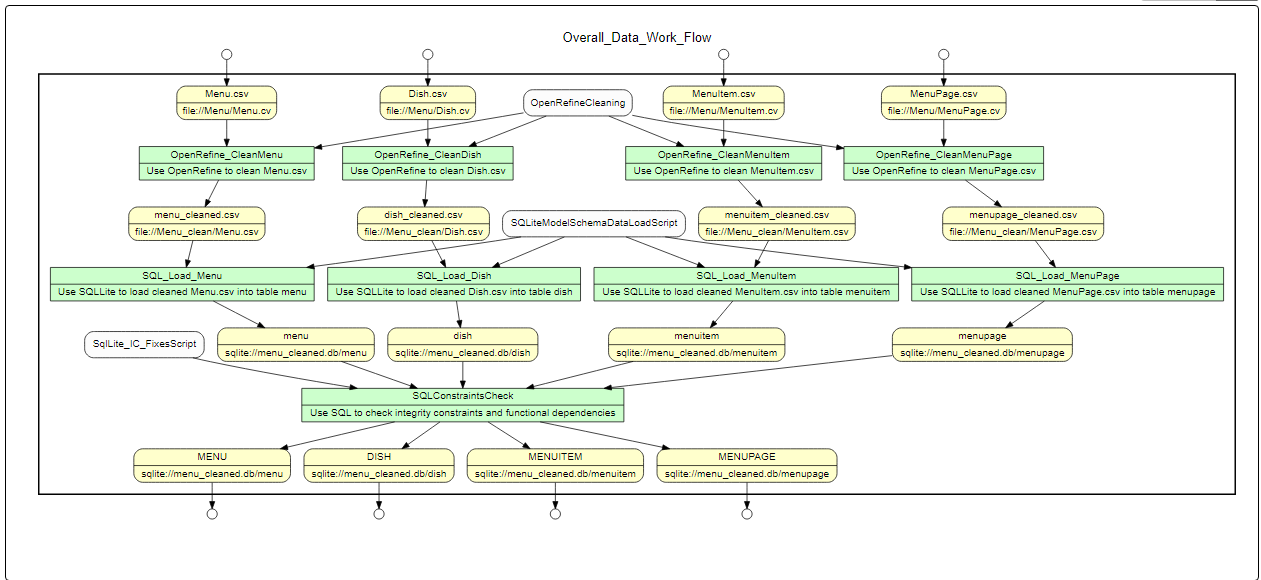 Overall_Data_Work_Flow
Menu.csv
file://Menu/Menu.cv
Dish.csv
file://Menu/Dish.cv
OpenRefineCleaning
MenuItem.csv
file://Menu/MenuItem.cv
MenuPage.csv
file://Menu/MenuPage.cv
OpenRefine_CleanMenu
Use OpenRefine to clean Menu.csv
OpenRefine_CleanDish
Use OpenRefine to clean Dish.csv
OpenRefine_CleanMenuItem
Use OpenRefine to clean MenuItem.csv
OpenRefine_CleanMenuPage
Use OpenRefine to clean MenuPage.csv
menu_cleaned.csv
file://Menu_clean/Menu.csv
dish_cleaned.csv
file://Menu_clean/Dish.csv
SQLiteModelSchemaDataLoadScript
menuitem_cleaned.csv
file://Menu_clean/MenuItem.csv
menupage_cleaned.csv
file://Menu_clean/MenuPage.csv
SQL_Load_Menu
Use SQLLite to load cleaned Menu.csv into table menu
SQL_Load_Dish
Use SQLLite to load cleaned Dish.csv into table dish
SQL_Load_MenuItem
Use SQLLite to load cleaned MenuItem.csv into table menuitem
SQL_Load_MenuPage
Use SQLLite to load cleaned MenuPage.csv into table menupage
SqlLite_IC_FixesScript
menu
sqlite://menu_cleaned.db/menu
dish
sqlite://menu_cleaned.db/dish
menuitem
sqlite://menu_cleaned.db/menuitem
menupage
sqlite://menu_cleaned.db/menupage
SQLConstraintsCheck
Use SQL to check integrity constraints and functional dependencies
MENU
sqlite://menu_cleaned.db/menu
DISH
sqlite://menu_cleaned.db/dish
MENUITEM
sqlite://menu_cleaned.db/menuitem
MENUPAGE
sqlite://menu_cleaned.db/menupage